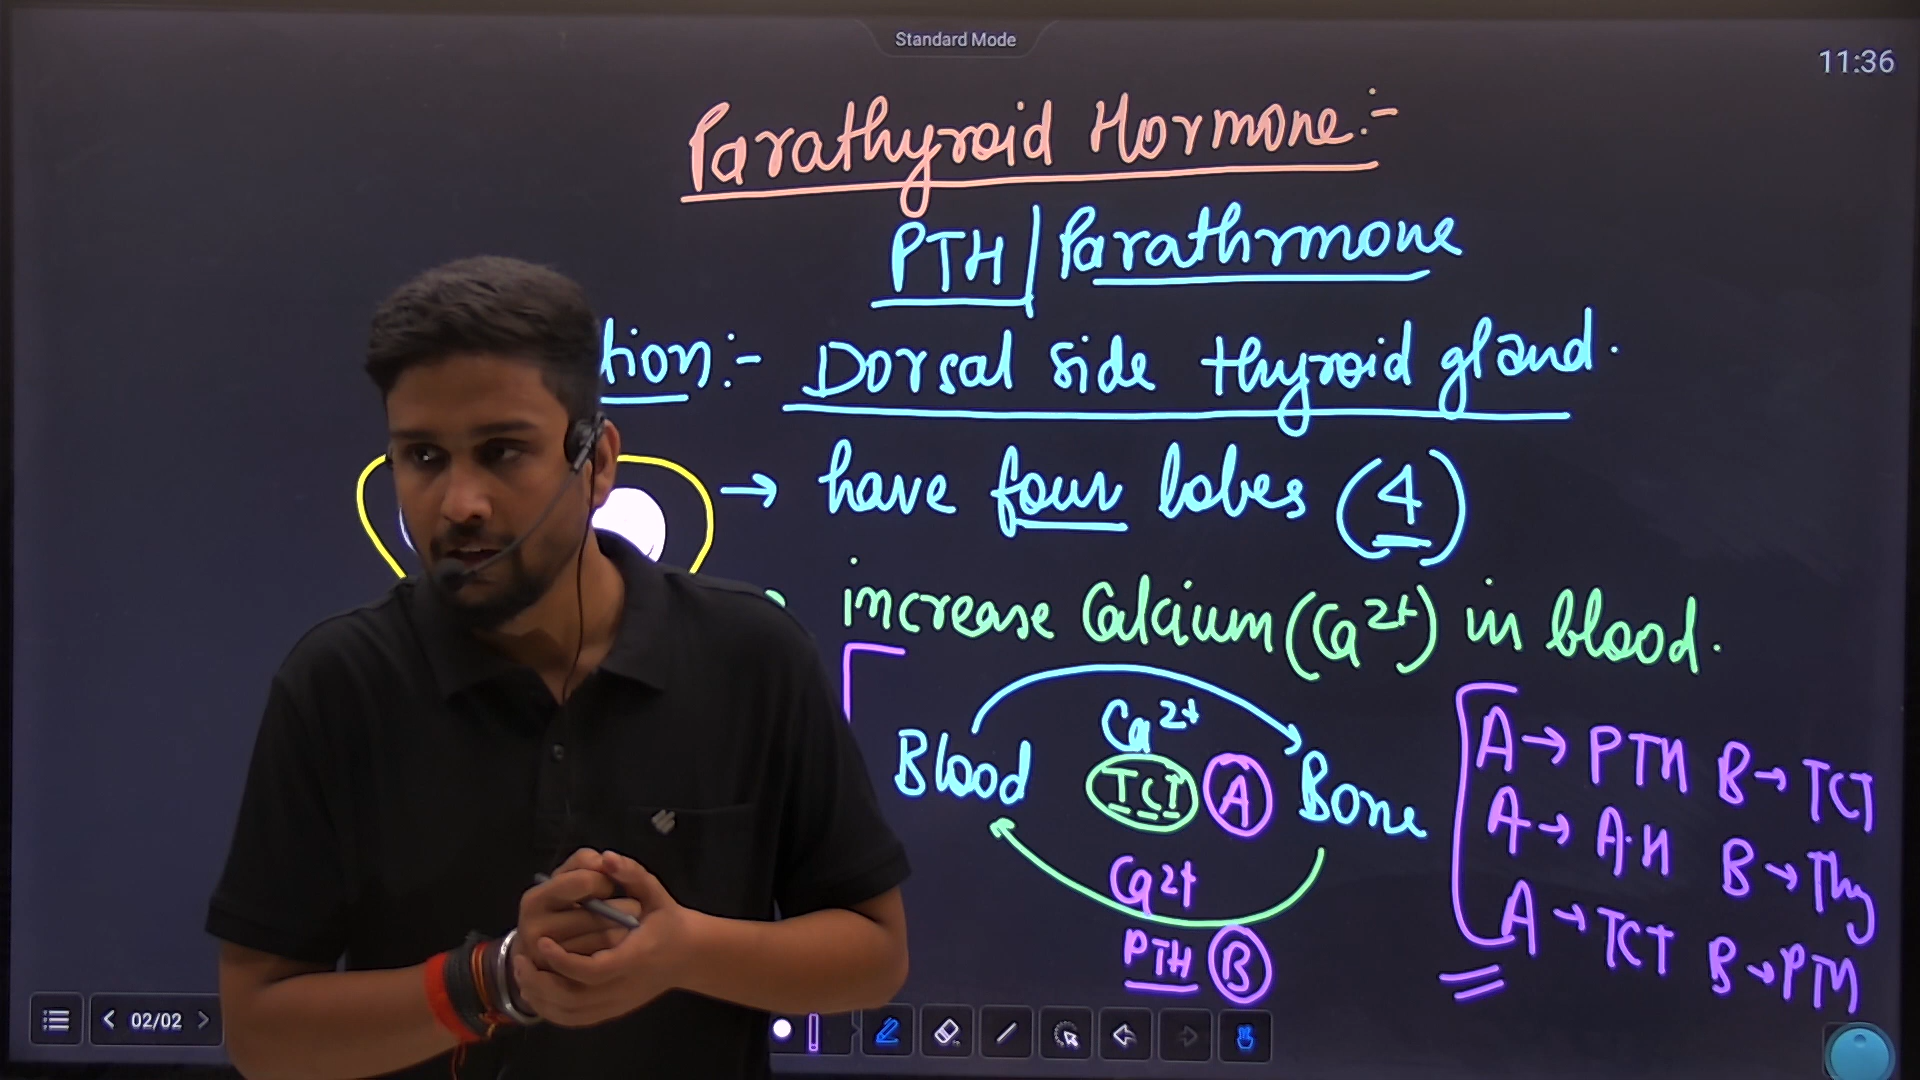 Standard Mode
11:36
Parathyroid Hormone:-
PTH | Parathrmone
tion:- Dorsal side thyroid gland.
→ have four lobes (4)
increase Calcium (Ca2+) in blood.
Ca2+
Blood TCT A Bone
Ca2+
PTH B
A → PTH B → TCT
A → A.H B → Thy
A → TCT B → PTH
02/02